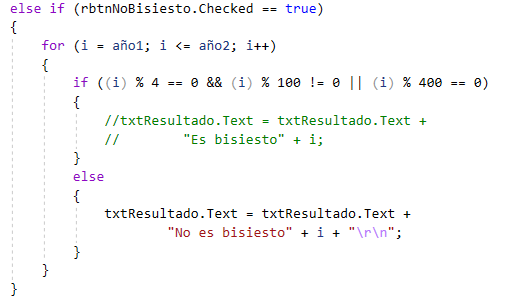 else if (rbtnNoBisiesto.Checked == true)
{
    for (i = año1; i <= año2; i++)
    {
        if ((i) % 4 == 0 && (i) % 100 != 0 || (i) % 400 == 0)
        {
            //txtResultado.Text = txtResultado.Text +
            //        "Es bisiesto" + i;
        }
        else
        {
            txtResultado.Text = txtResultado.Text +
                    "No es bisiesto" + i + "\r\n";
        }
    }
}